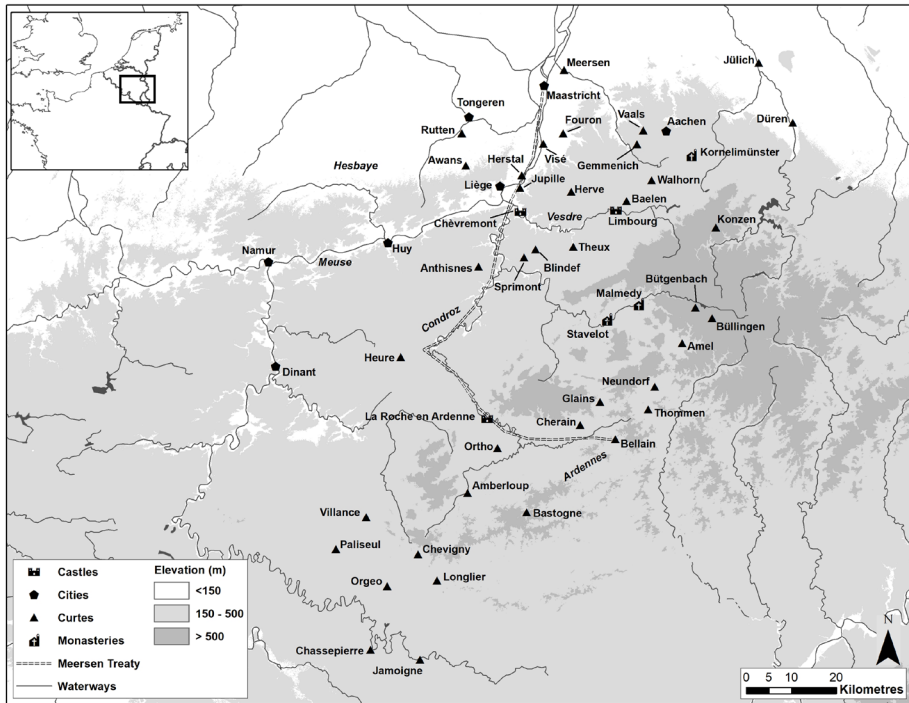 Meersen
Jülich
Maastricht
Tongeren
Rutten
Fouron
Vaals
Aachen
Düren
Awans
Herstal
Visé
Gemmenich
Kornelimünster
Hesbaye
Liège
Jupille
Herve
Walhorn
Baelen
Chèvremont
Vesdre
Limbourg
Konzen
Namur
Meuse
Huy
Anthisnes
Theux
Blindef
Sprimont
Bütgenbach
Malmedy
Condroz
Stavelot
Büllingen
Amel
Heure
Dinant
Neundorf
Glains
Thommen
La Roche en Ardenne
Cherain
Bellain
Ortho
Ardennes
Amberloup
Villance
Bastogne
Paliseul
Chevigny
Orgeo
Longlier
Chassepierre
Jamoigne
Castles
Cities
Curtes
Monasteries
Meersen Treaty
Waterways
Elevation (m)
<150
150 - 500
> 500
N
0 5 10 20
Kilometres